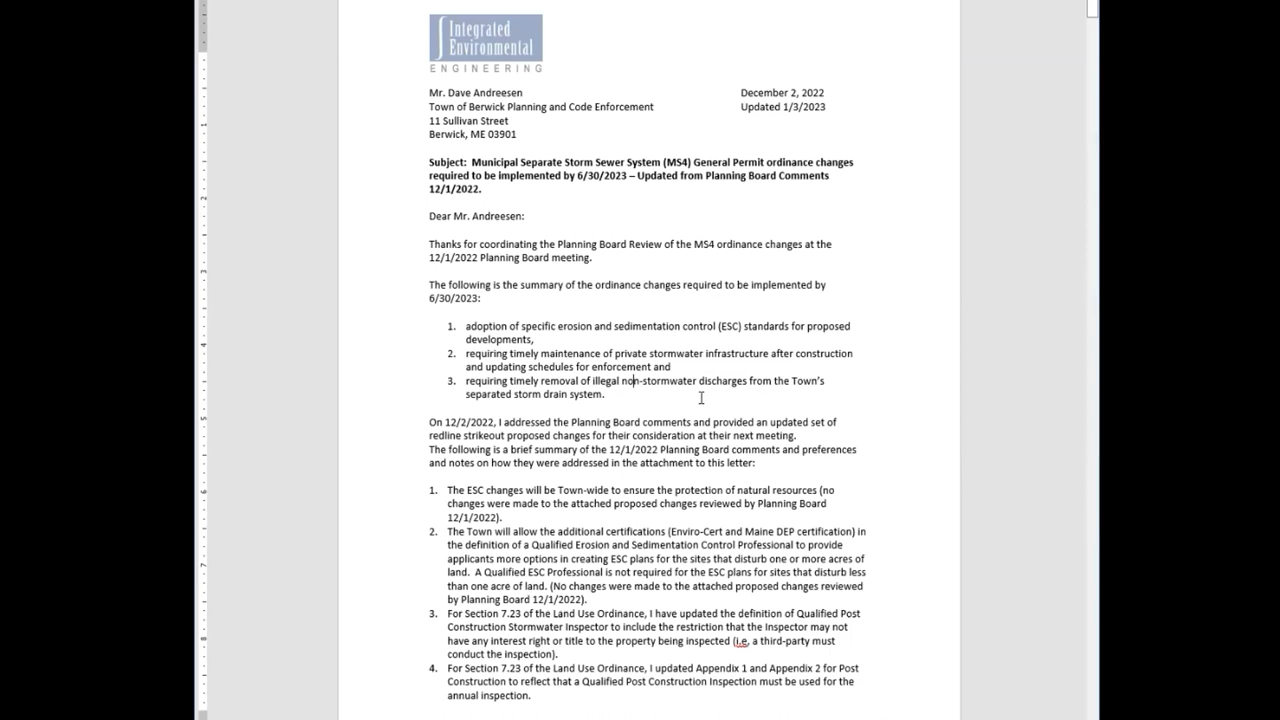 Integrated
Environmental
ENGINEERING
Mr. Dave Andreesen December 2, 2022
Town of Berwick Planning and Code Enforcement Updated 1/3/2023
11 Sullivan Street
Berwick, ME 03901
Subject: Municipal Separate Storm Sewer System (MS4) General Permit ordinance changes
required to be implemented by 6/30/2023 – Updated from Planning Board Comments
12/1/2022.
Dear Mr. Andreesen:
Thanks for coordinating the Planning Board Review of the MS4 ordinance changes at the
12/1/2022 Planning Board meeting.
The following is the summary of the ordinance changes required to be implemented by
6/30/2023:
1. adoption of specific erosion and sedimentation control (ESC) standards for proposed
developments,
2. requiring timely maintenance of private stormwater infrastructure after construction
and updating schedules for enforcement and
3. requiring timely removal of illegal non-stormwater discharges from the Town's
separated storm drain system.
On 12/2/2022, I addressed the Planning Board comments and provided an updated set of
redline strikeout proposed changes for their consideration at their next meeting.
The following is a brief summary of the 12/1/2022 Planning Board comments and preferences
and notes on how they were addressed in the attachment to this letter:
1. The ESC changes will be Town-wide to ensure the protection of natural resources (no
changes were made to the attached proposed changes reviewed by Planning Board
12/1/2022).
2. The Town will allow the additional certifications (Enviro-Cert and Maine DEP certification) in
the definition of a Qualified Erosion and Sedimentation Control Professional to provide
applicants more options in creating ESC plans for the sites that disturb one or more acres of
land. A Qualified ESC Professional is not required for the ESC plans for sites that disturb less
than one acre of land. (No changes were made to the attached proposed changes reviewed
by Planning Board 12/1/2022).
3. For Section 7.23 of the Land Use Ordinance, I have updated the definition of Qualified Post
Construction Stormwater Inspector to include the restriction that the Inspector may not
have any interest right or title to the property being inspected (i.e, a third-party must
conduct the inspection).
4. For Section 7.23 of the Land Use Ordinance, I updated Appendix 1 and Appendix 2 for Post
Construction to reflect that a Qualified Post Construction Inspection must be used for the
annual inspection.